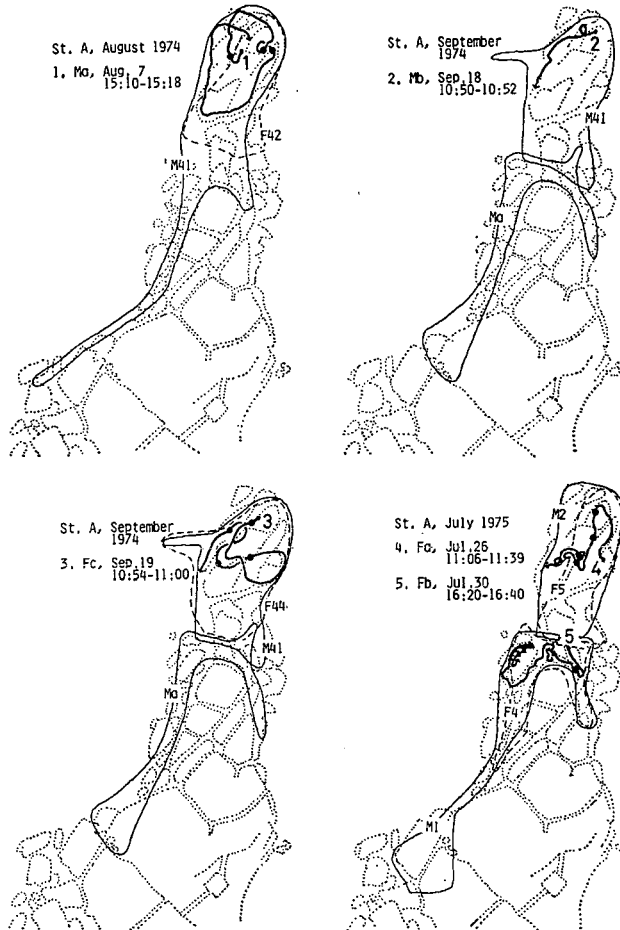 St. A, August 1974
1. Ma, Aug. 7
15:10-15:18
1
F42
M41
St. A, September
1974
2. Mb, Sep.18
10:50-10:52
2
M41
Ma
St. A, September
1974
3. Fc, Sep.19
10:54-11:00
3
F44
M41
Ma
St. A, July 1975
4. Fa, Jul.26
11:06-11:39
5. Fb, Jul.30
16:20-16:40
M2
4
F5
5
F4
M1